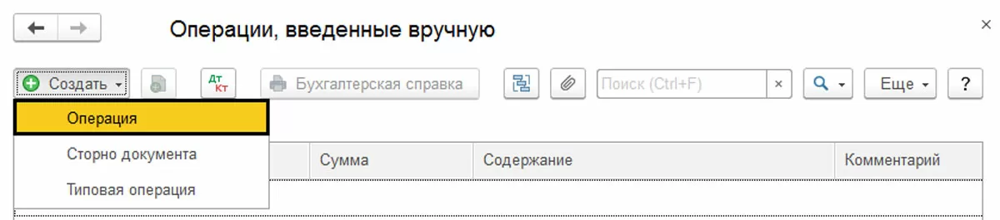 Операции, введенные вручную
Создать Дт Кт Бухгалтерская справка Поиск (Ctrl+F) × Еще ?
Операция
Сторно документа
Типовая операция
Сумма Содержание Комментарий